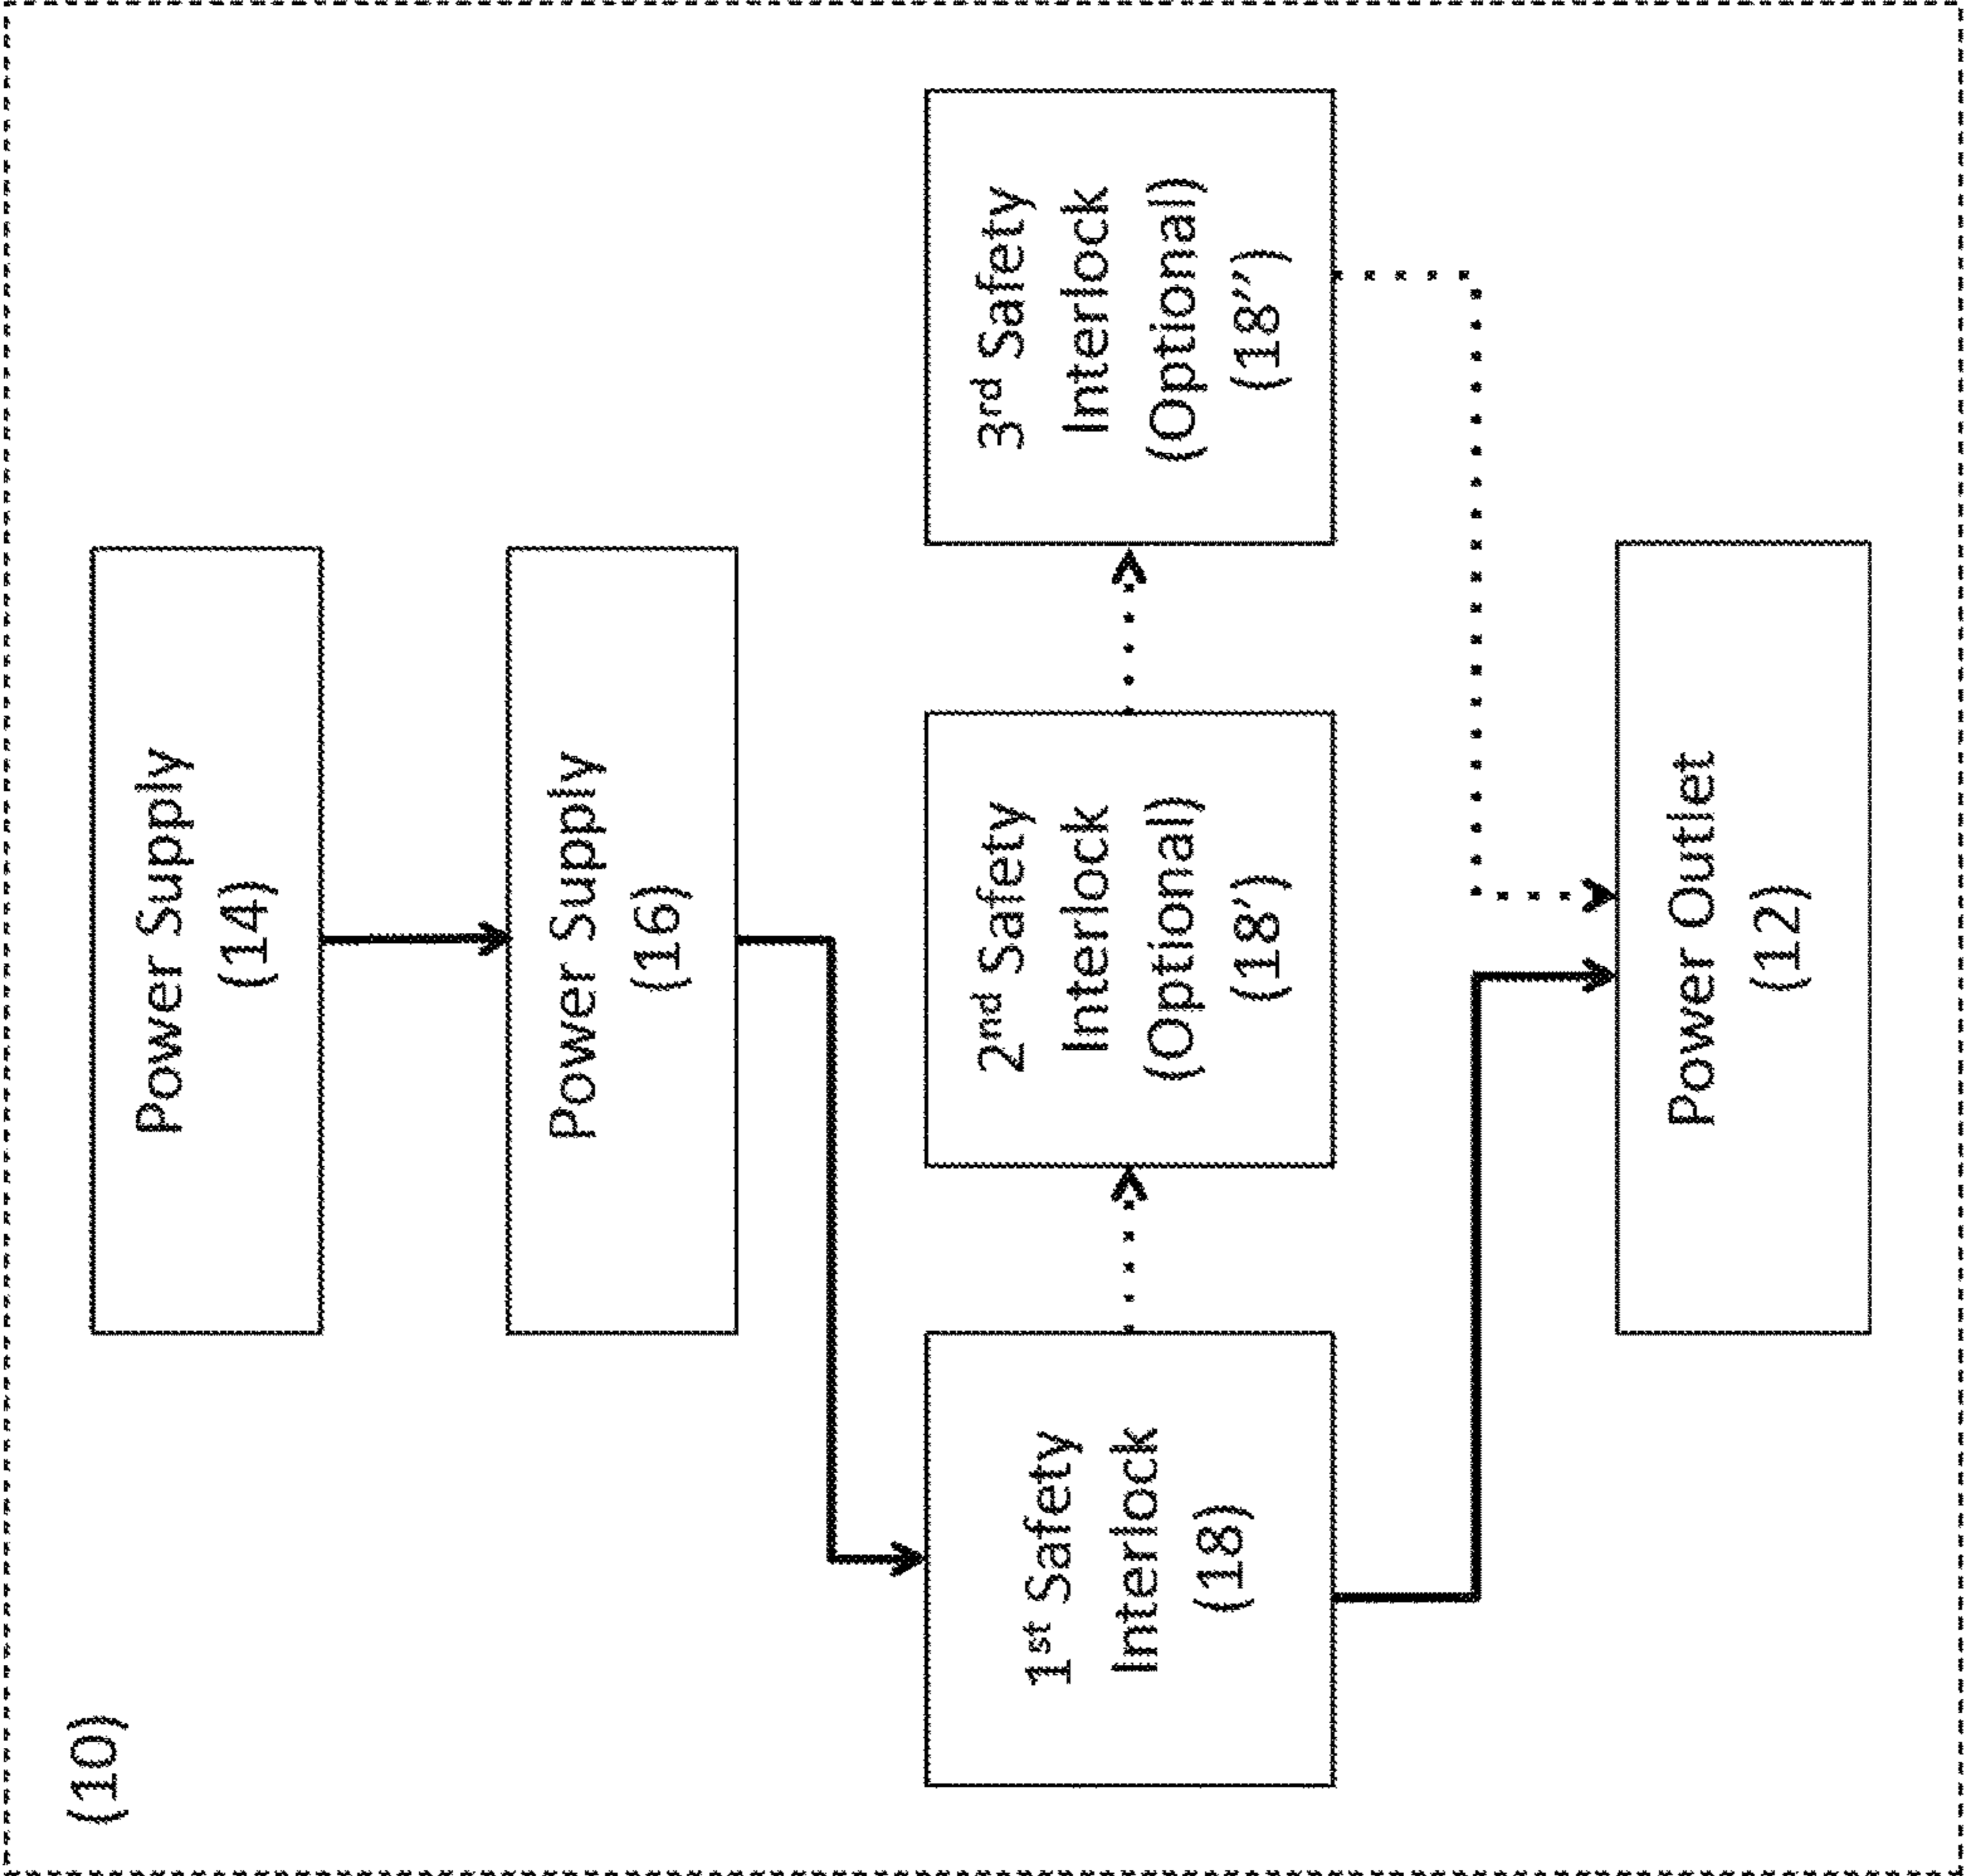 (10)
Power Supply
(14)
Power Supply
(16)
1st Safety
Interlock
(18)
2nd Safety
Interlock
(Optional)
(18')
3rd Safety
Interlock
(Optional)
(18'')
Power Outlet
(12)